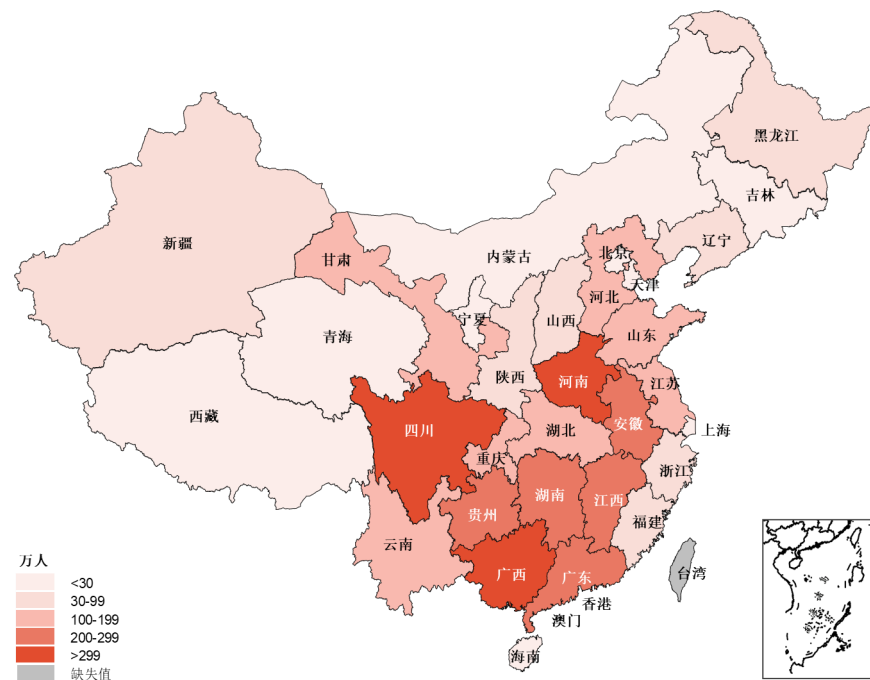 黑龙江
吉林
辽宁
新疆
甘肃
内蒙古
北京
天津
河北
宁夏
山西
山东
青海
陕西
河南
江苏
西藏
四川
安徽
上海
湖北
重庆
浙江
湖南
江西
贵州
福建
云南
广西
广东
台湾
香港
澳门
海南
万人
<30
30-99
100-199
200-299
>299
缺失值